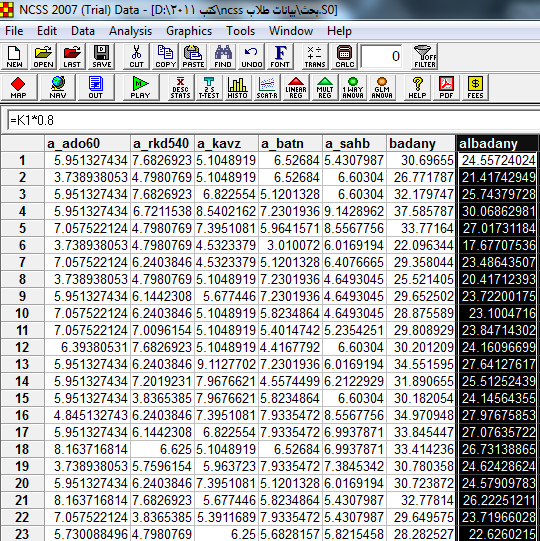 NCSS 2007 (Trial) Data - [D:\كتب ٢٠١١\ncss بحث\بيانات طلاب.S0]
File Edit Data Analysis Graphics Tools Window Help
NEW OPEN LAST SAVE CUT COPY PASTE FIND UNDO FONT TRANS CALC 0 OFF FILTER
MAP NAV OUT PLAY DESC STATS 2 S T-TEST HISTO SCAT-R LINEAR REG MULT REG 1 WAY ANOVA GLM ANOVA HELP PDF FEES
=K1*0.8
a_ado60 a_rkd540 a_kavz a_batn a_sahb badany albadany
1 5.951327434 7.6826923 5.1048919 6.52684 5.4307987 30.69655 24.55724024
2 3.738938053 4.7980769 5.1048919 6.52684 6.60304 26.771787 21.41742949
3 5.951327434 7.6826923 6.822554 5.1201328 6.60304 32.179747 25.74379728
4 5.951327434 6.7211538 8.5402162 7.2301936 9.1428962 37.585787 30.06862981
5 7.057522124 4.7980769 7.3951081 5.9641571 8.5567756 33.77164 27.01731184
6 3.738938053 4.7980769 4.5323379 3.010072 6.0169194 22.096344 17.67707536
7 7.057522124 6.2403846 4.5323379 5.1201328 6.4076665 29.358044 23.48643507
8 3.738938053 4.7980769 5.1048919 7.2301936 4.6493045 25.521405 20.41712393
9 5.951327434 6.1442308 5.677446 7.2301936 4.6493045 29.652502 23.72200175
10 7.057522124 6.2403846 5.1048919 5.8234864 4.6493045 28.875589 23.1004716
11 7.057522124 7.0096154 5.1048919 5.4014742 5.2354251 29.808929 23.84714302
12 6.39380531 7.6826923 5.1048919 4.4167792 6.60304 30.201209 24.16096699
13 5.951327434 6.2403846 9.1127702 7.2301936 6.0169194 34.551595 27.64127617
14 5.951327434 7.2019231 7.9676621 4.5574499 6.2122929 31.890655 25.51252439
15 5.951327434 3.8365385 7.9676621 5.8234864 6.60304 30.182054 24.14564355
16 4.845132743 6.2403846 7.3951081 7.9335472 8.5567756 34.970948 27.97675853
17 5.951327434 6.1442308 6.822554 7.9335472 6.9937871 33.845447 27.07635722
18 8.163716814 6.625 5.1048919 6.52684 6.9937871 33.414236 26.73138865
19 3.738938053 5.7596154 5.963723 7.9335472 7.3845342 30.780358 24.62428624
20 5.951327434 6.2403846 7.3951081 5.1201328 6.0169194 30.723872 24.57909783
21 8.163716814 7.6826923 5.677446 5.8234864 5.4307987 32.77814 26.22251211
22 7.057522124 3.8365385 5.3911689 7.9335472 5.4307987 29.649575 23.71966028
23 5.730088496 4.7980769 6.25 5.6828157 5.8215458 28.282527 22.6260215